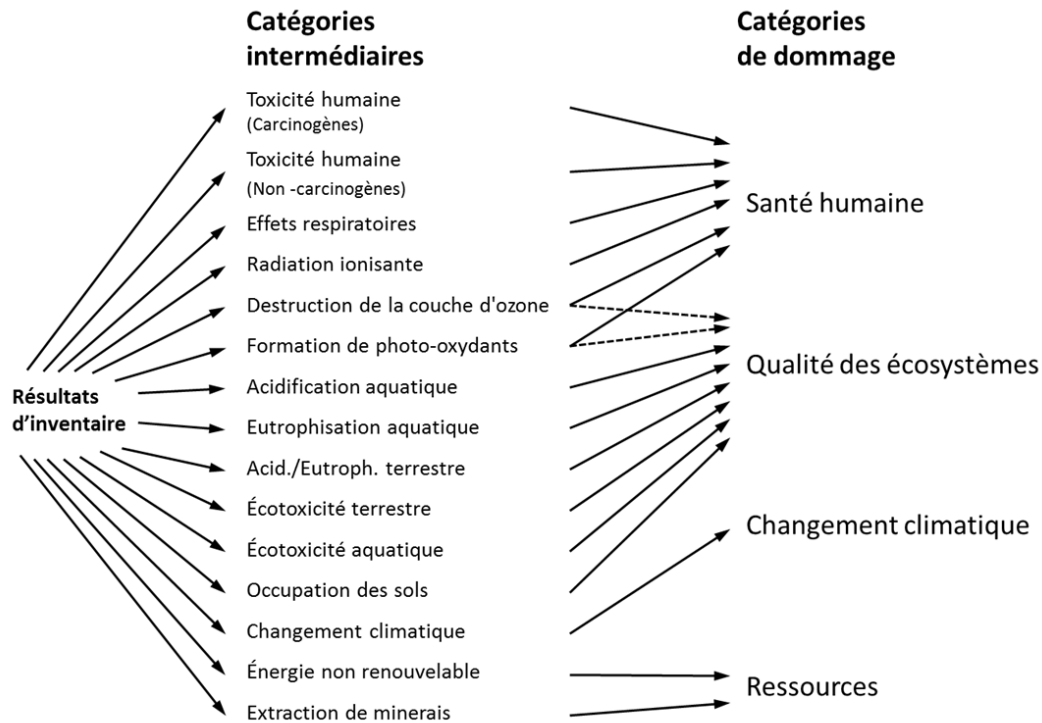 Catégories
intermédiaires
Catégories
de dommage
Résultats
d’inventaire
Toxicité humaine
(Carcinogènes)
Toxicité humaine
(Non -carcinogènes)
Effets respiratoires
Radiation ionisante
Destruction de la couche d'ozone
Formation de photo-oxydants
Acidification aquatique
Eutrophisation aquatique
Acid./Eutroph. terrestre
Écotoxicité terrestre
Écotoxicité aquatique
Occupation des sols
Changement climatique
Énergie non renouvelable
Extraction de minerais
Santé humaine
Qualité des écosystèmes
Changement climatique
Ressources